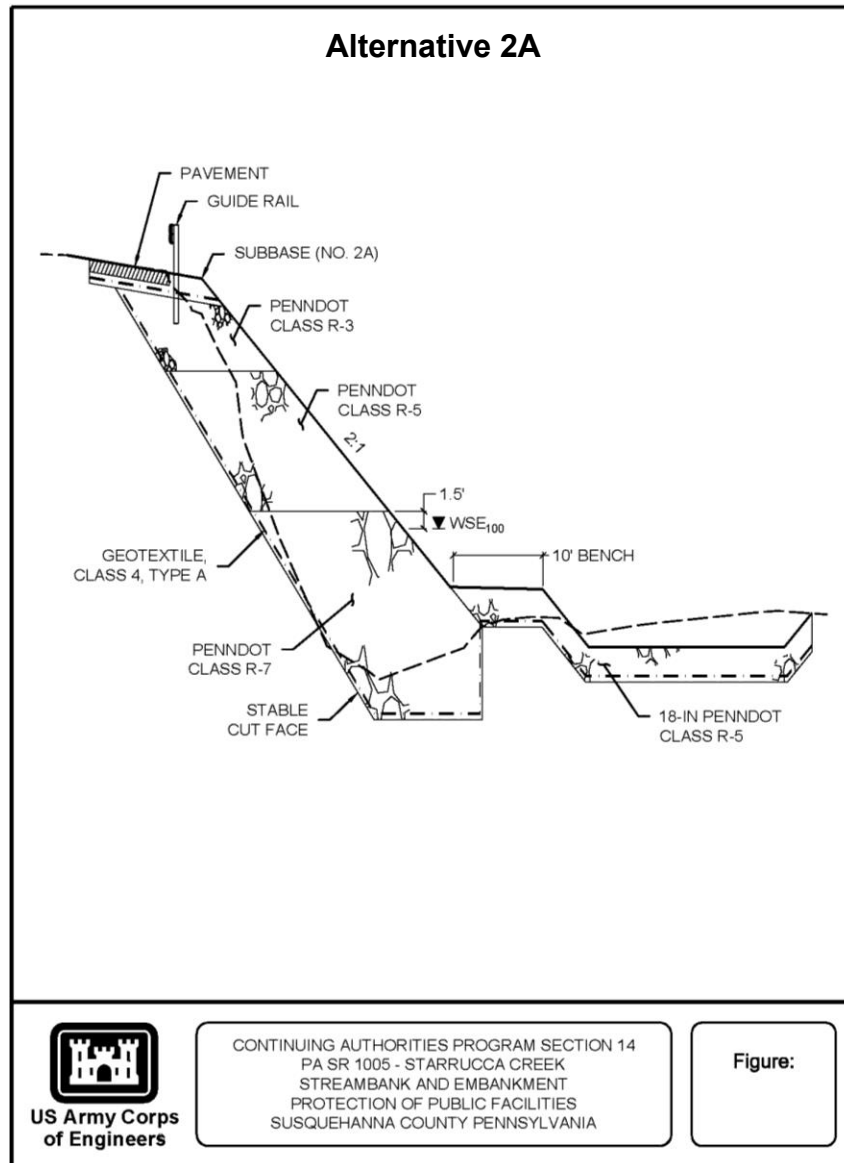 Alternative 2A
PAVEMENT
GUIDE RAIL
SUBBASE (NO. 2A)
PENNDOT
CLASS R-3
PENNDOT
CLASS R-5
2:1
1.5'
WSE100
10' BENCH
GEOTEXTILE,
CLASS 4, TYPE A
PENNDOT
CLASS R-7
STABLE
CUT FACE
18-IN PENNDOT
CLASS R-5
US Army Corps
of Engineers
CONTINUING AUTHORITIES PROGRAM SECTION 14
PA SR 1005 - STARRUCCA CREEK
STREAMBANK AND EMBANKMENT
PROTECTION OF PUBLIC FACILITIES
SUSQUEHANNA COUNTY PENNSYLVANIA
Figure: